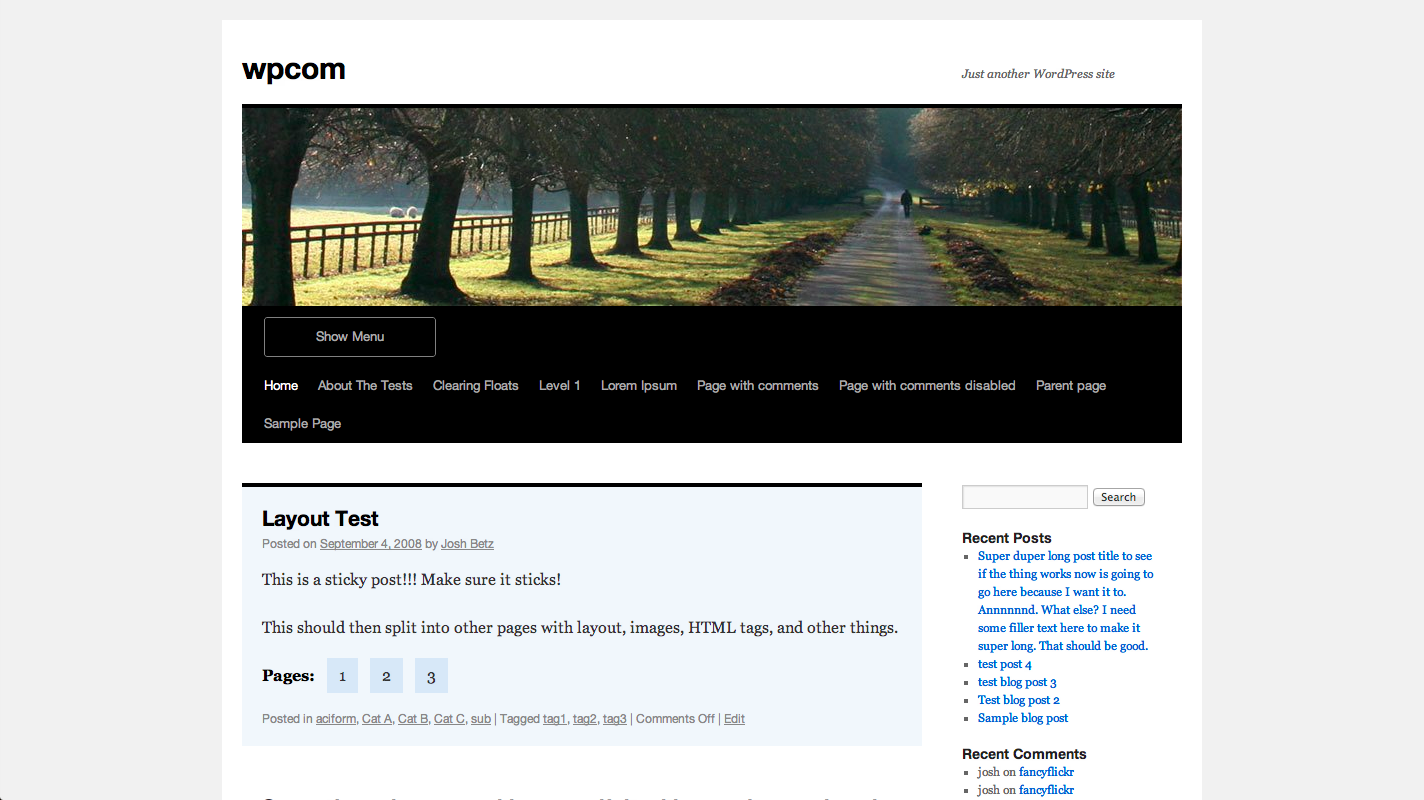 wpcom
Just another WordPress site
Show Menu
Home About The Tests Clearing Floats Level 1 Lorem Ipsum Page with comments Page with comments disabled Parent page
Sample Page
Layout Test
Posted on September 4, 2008 by Josh Betz
This is a sticky post!!! Make sure it sticks!
This should then split into other pages with layout, images, HTML tags, and other things.
Pages: 1 2 3
Posted in aciform, Cat A, Cat B, Cat C, sub | Tagged tag1, tag2, tag3 | Comments Off | Edit
Search
Recent Posts
Super duper long post title to see
if the thing works now is going to
go here because I want it to.
Annnnnnd. What else? I need
some filler text here to make it
super long. That should be good.
test post 4
test blog post 3
Test blog post 2
Sample blog post
Recent Comments
josh on fancyflickr
josh on fancyflickr